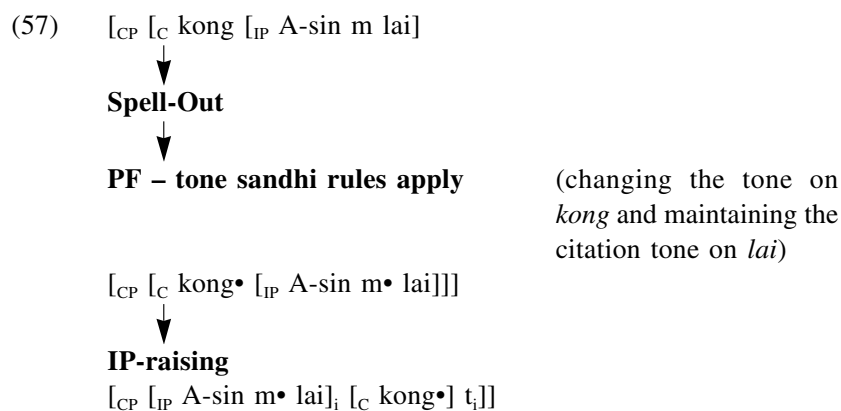 (57) [CP [C kong [IP A-sin m lai]
Spell-Out
PF – tone sandhi rules apply (changing the tone on
kong and maintaining the
citation tone on lai)
[CP [C kong• [IP A-sin m• lai]]]
IP-raising
[CP [IP A-sin m• lai]i [C kong•] ti]]